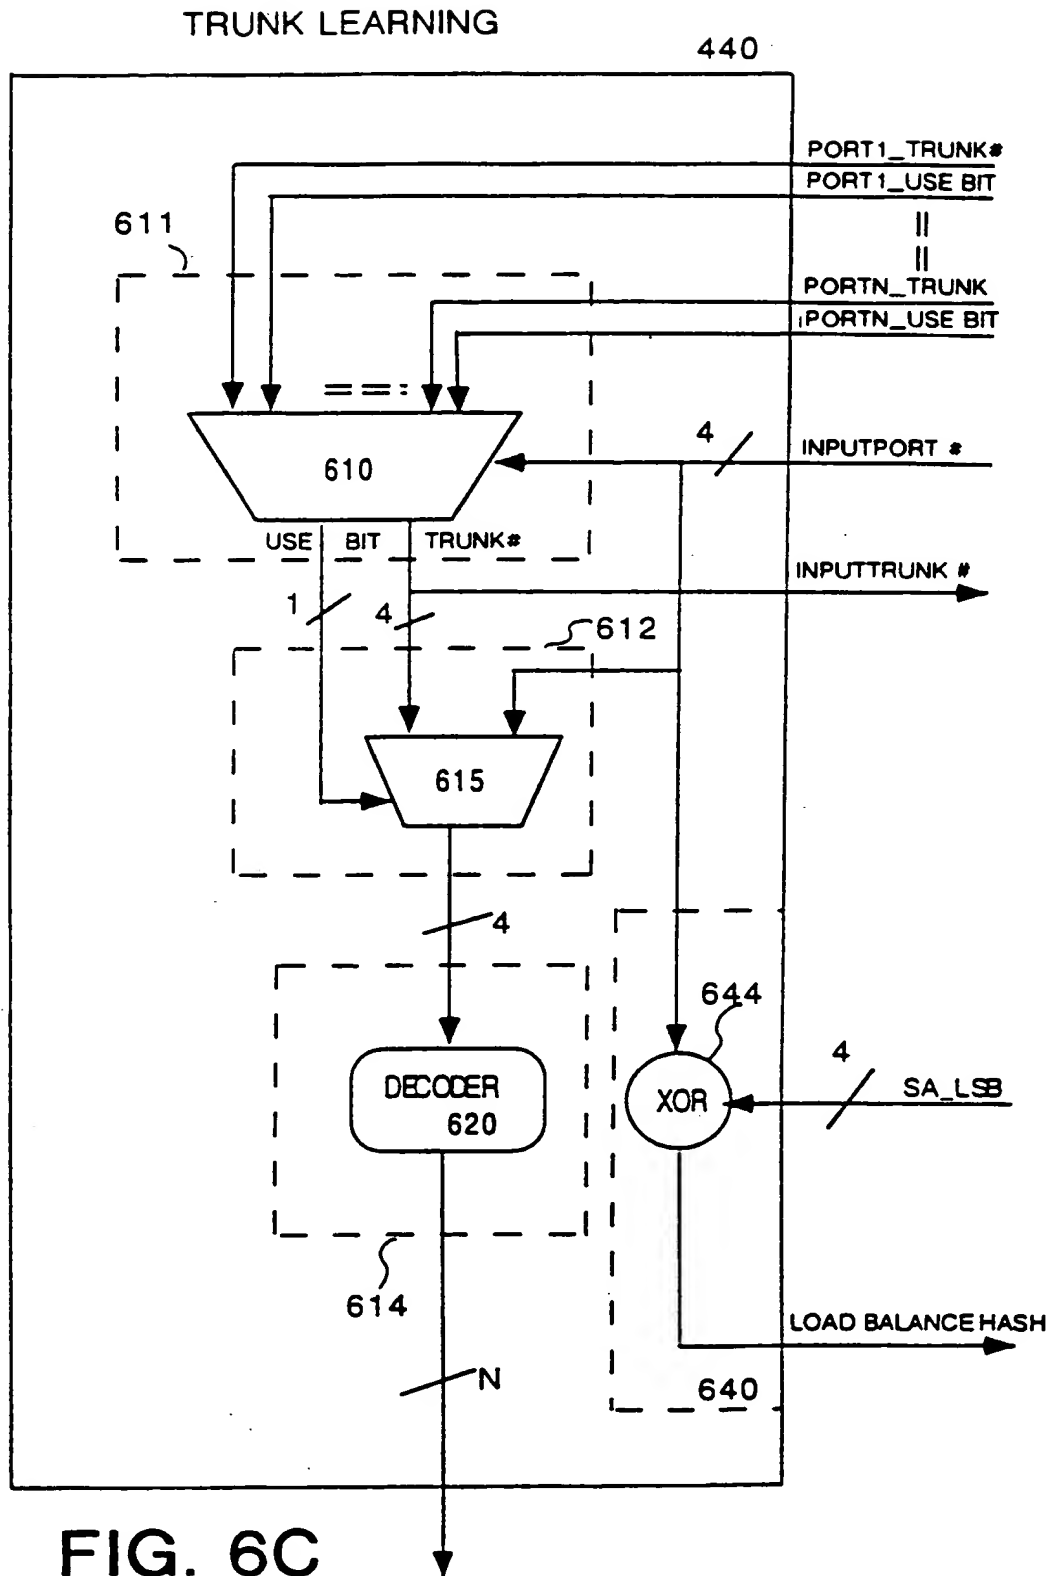 TRUNK LEARNING
440
PORT1_TRUNK#
PORT1_USE BIT
611
PORTN_TRUNK
PORTN_USE BIT
4
INPUTPORT #
610
USE BIT TRUNK#
INPUTTRUNK #
1
4
612
615
4
644
4
SA_LSB
DECODER
620
XOR
614
LOAD BALANCE HASH
N
640
FIG. 6C